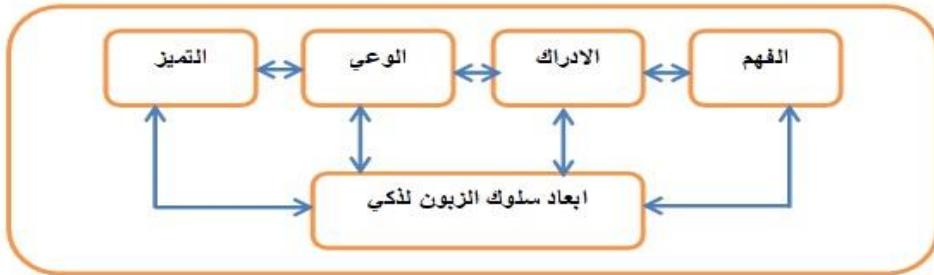 الفهم
الادراك
الوعي
التميز
ابعاد سلوك الزبون لذكي